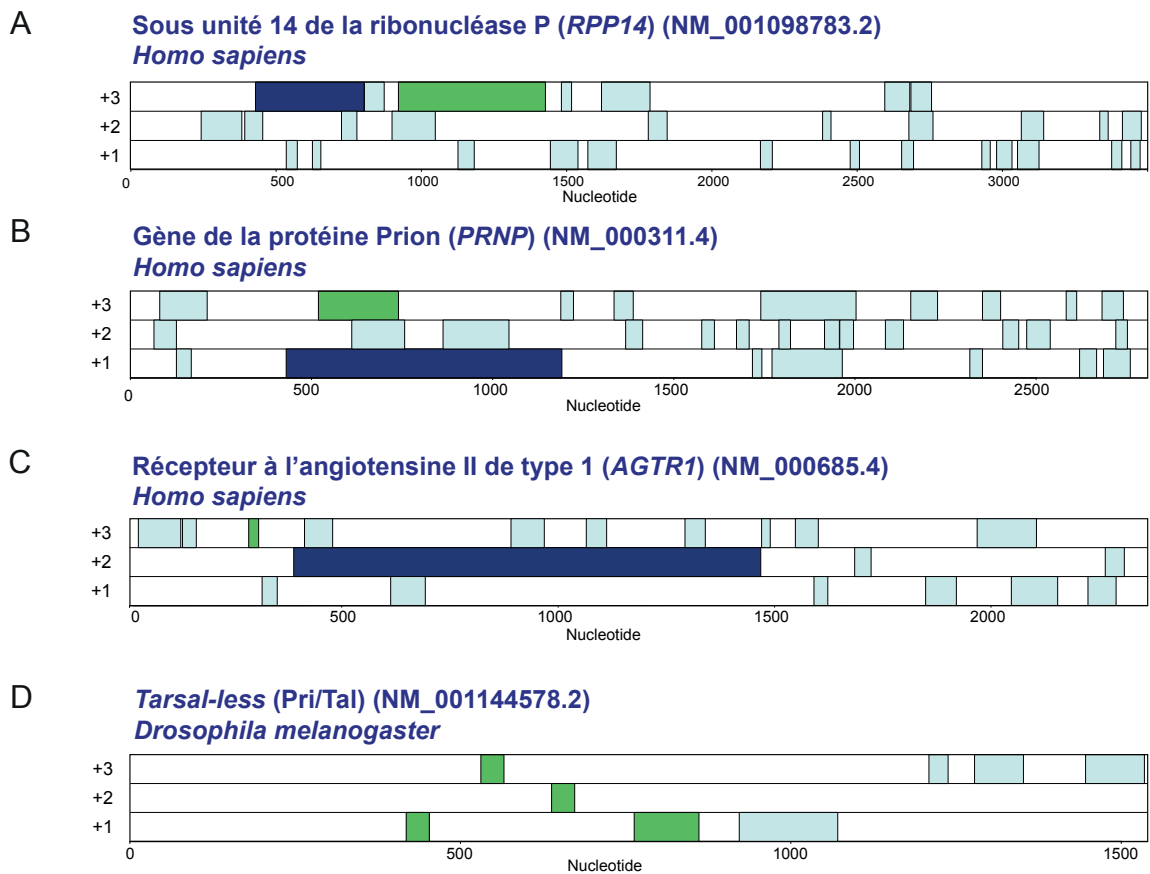 A
Sous unité 14 de la ribonucléase P (RPP14) (NM_001098783.2)
Homo sapiens
+3
+2
+1
0 500 1000 1500 2000 2500 3000
Nucleotide
B
Gène de la protéine Prion (PRNP) (NM_000311.4)
Homo sapiens
+3
+2
+1
0 500 1000 1500 2000 2500
Nucleotide
C
Récepteur à l'angiotensine II de type 1 (AGTR1) (NM_000685.4)
Homo sapiens
+3
+2
+1
0 500 1000 1500 2000
Nucleotide
D
Tarsal-less (Pri/Tal) (NM_001144578.2)
Drosophila melanogaster
+3
+2
+1
0 500 1000 1500
Nucleotide